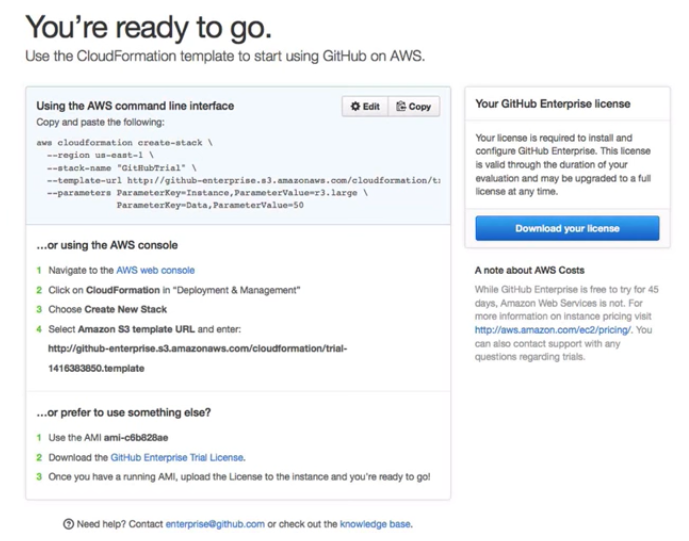 You're ready to go.
Use the CloudFormation template to start using GitHub on AWS.
Using the AWS command line interface
Edit
Copy
Copy and paste the following:
aws cloudformation create-stack \
--region us-east-1 \
--stack-name "GitHubTrial" \
--template-url http://github-enterprise.s3.amazonaws.com/cloudformation/t
--parameters ParameterKey=Instance,ParameterValue=r3.large \
ParameterKey=Data,ParameterValue=50
...or using the AWS console
1 Navigate to the AWS web console
2 Click on CloudFormation in "Deployment & Management"
3 Choose Create New Stack
4 Select Amazon S3 template URL and enter:
http://github-enterprise.s3.amazonaws.com/cloudformation/trial-
1416383850.template
...or prefer to use something else?
1 Use the AMI ami-c6b828ae
2 Download the GitHub Enterprise Trial License.
3 Once you have a running AMI, upload the License to the instance and you're ready to go!
Your GitHub Enterprise license
Your license is required to install and
configure GitHub Enterprise. This license
is valid through the duration of your
evaluation and may be upgraded to a full
license at any time.
Download your license
A note about AWS Costs
While GitHub Enterprise is free to try for 45
days, Amazon Web Services is not. For
more information on instance pricing visit
http://aws.amazon.com/ec2/pricing/. You
can also contact support with any
questions regarding trials.
Need help? Contact enterprise@github.com or check out the knowledge base.